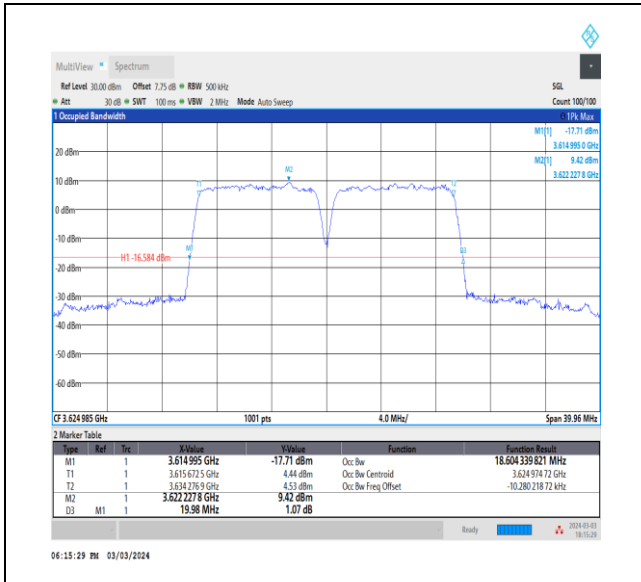 MultiView Spectrum
Ref Level 30.00 dBm Offset 7.75 dB RBW 500 kHz SGL
Att 30 dB SWT 100 ms VBW 2 MHz Mode Auto Sweep Count 100/100
1 Occupied Bandwidth 1Pk Max
M1[1] -17.71 dBm
3.614 995 0 GHz
M2[1] 9.42 dBm
3.622 227 8 GHz
20 dBm
M2
10 dBm
T1 T2
0 dBm
-10 dBm
M1 M3
H1 -16.584 dBm
-20 dBm
-30 dBm
-40 dBm
-50 dBm
-60 dBm
CF 3.624 985 GHz 1001 pts 4.0 MHz/ Span 39.96 MHz
2 Marker Table
Type Ref Trc X-Value Y-Value Function Function Result
M1 1 3.614 995 GHz -17.71 dBm Occ Bw 18.604 339 821 MHz
T1 1 3.615 672 5 GHz 4.44 dBm Occ Bw Centroid 3.624 974 72 GHz
T2 1 3.634 276 9 GHz 4.53 dBm Occ Bw Freq Offset -10.280 218 72 kHz
M2 1 3.622 227 8 GHz 9.42 dBm
D3 M1 1 19.98 MHz 1.07 dB
Ready 2024-03-03
18:15:29
06:15:29 PM 03/03/2024